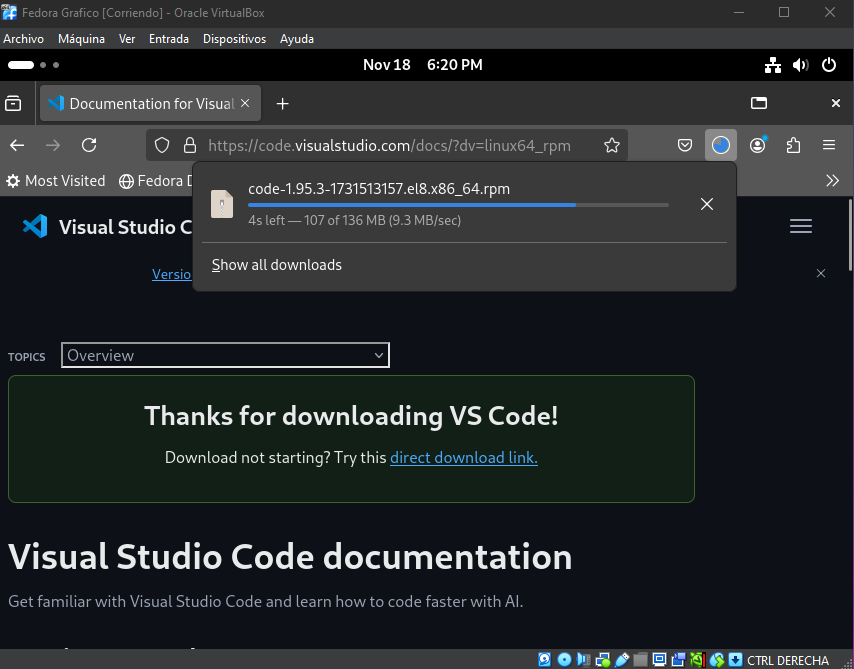 Fedora Grafico [Corriendo] - Oracle VirtualBox
Archivo Máquina Ver Entrada Dispositivos Ayuda
Nov 18 6:20 PM
Documentation for Visual
https://code.visualstudio.com/docs/?dv=linux64_rpm
Most Visited Fedora
code-1.95.3-1731513157.el8.x86_64.rpm
4s left — 107 of 136 MB (9.3 MB/sec)
Show all downloads
Visual Studio C
Versio
TOPICS Overview
Thanks for downloading VS Code!
Download not starting? Try this direct download link.
Visual Studio Code documentation
Get familiar with Visual Studio Code and learn how to code faster with AI.
CTRL DERECHA